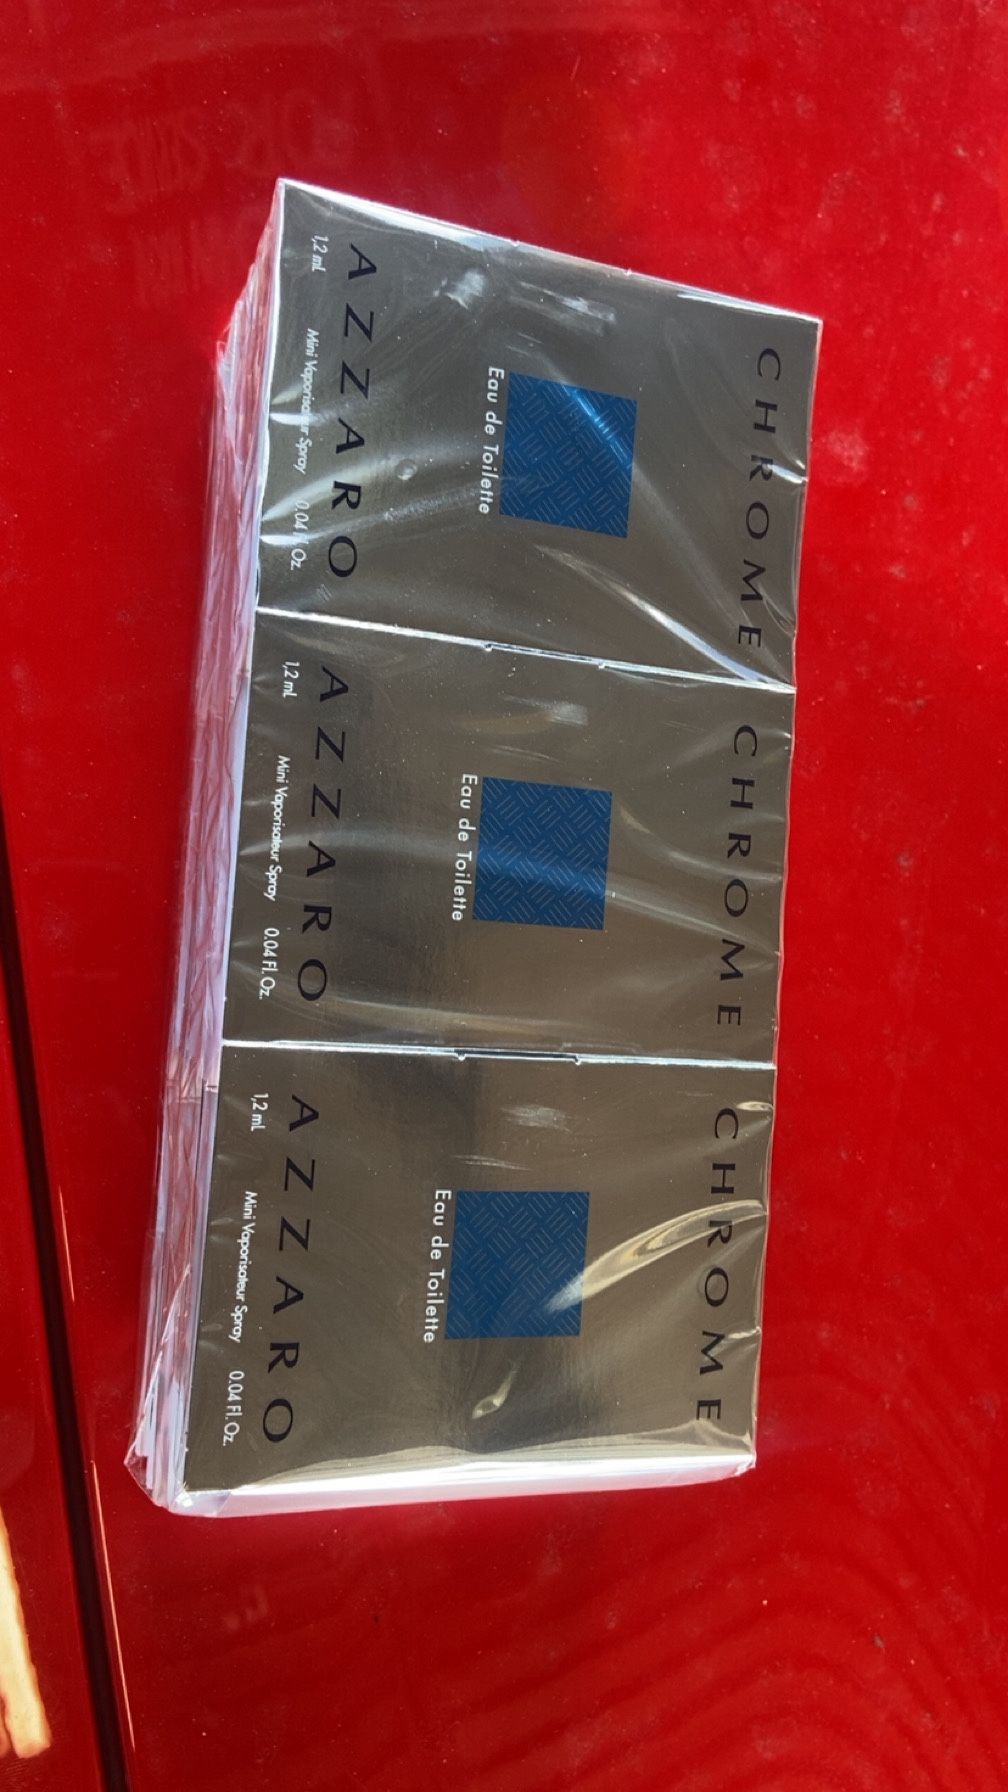 CHROME
Eau de Toilette
AZZARO
1,2 mL Mini Vaporisateur Spray 0.04 Fl. Oz.
CHROME
Eau de Toilette
AZZARO
1,2 mL Mini Vaporisateur Spray 0.04 Fl. Oz.
CHROME
Eau de Toilette
AZZARO
1,2 mL Mini Vaporisateur Spray 0.04 Fl. Oz.